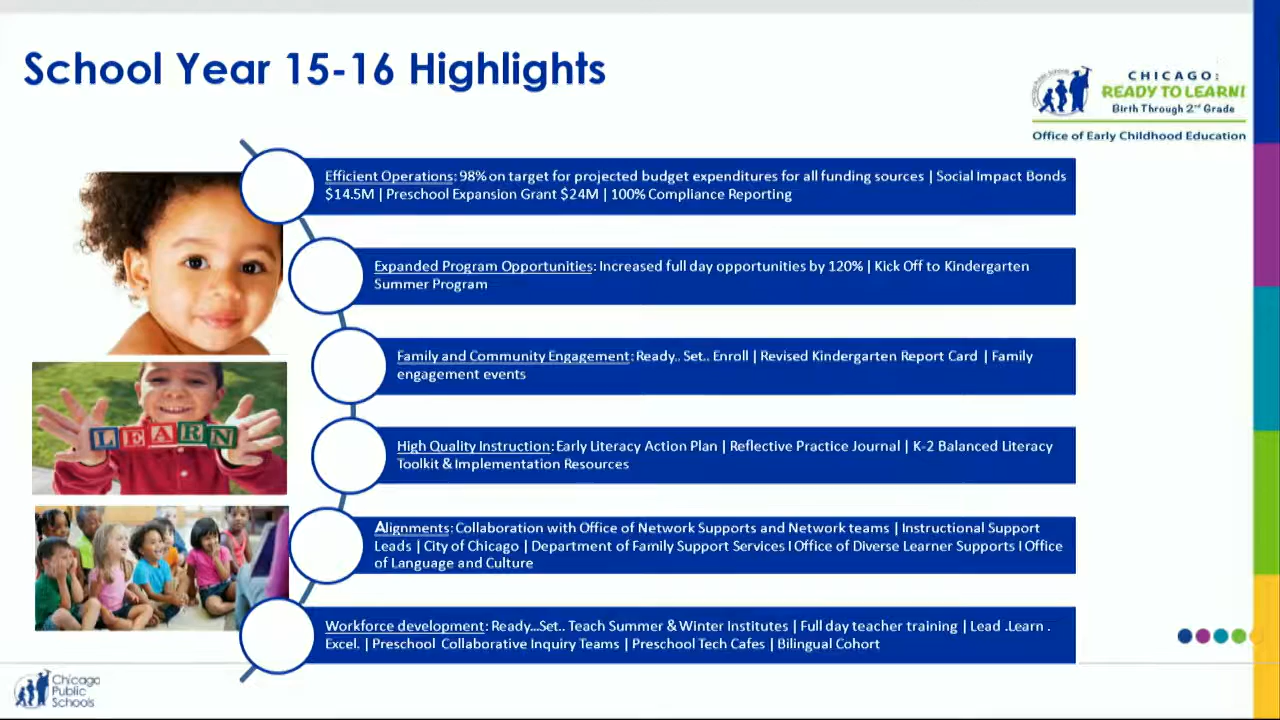 School Year 15-16 Highlights
CHICAGO:
READY TO LEARN!
Birth Through 2nd Grade
Office of Early Childhood Education
Efficient Operations: 98% on target for projected budget expenditures for all funding sources | Social Impact Bonds
$14.5M | Preschool Expansion Grant $24M | 100% Compliance Reporting
Expanded Program Opportunities: Increased full day opportunities by 120% | Kick Off to Kindergarten
Summer Program
Family and Community Engagement: Ready.. Set.. Enroll | Revised Kindergarten Report Card | Family
engagement events
LEARN
High Quality Instruction: Early Literacy Action Plan | Reflective Practice Journal | K-2 Balanced Literacy
Toolkit & Implementation Resources
Alignments: Collaboration with Office of Network Supports and Network teams | Instructional Support
Leads | City of Chicago | Department of Family Support Services I Office of Diverse Learner Supports I Office
of Language and Culture
Workforce development: Ready...Set.. Teach Summer & Winter Institutes | Full day teacher training | Lead .Learn .
Excel. | Preschool Collaborative Inquiry Teams | Preschool Tech Cafes | Bilingual Cohort
Chicago
Public
Schools